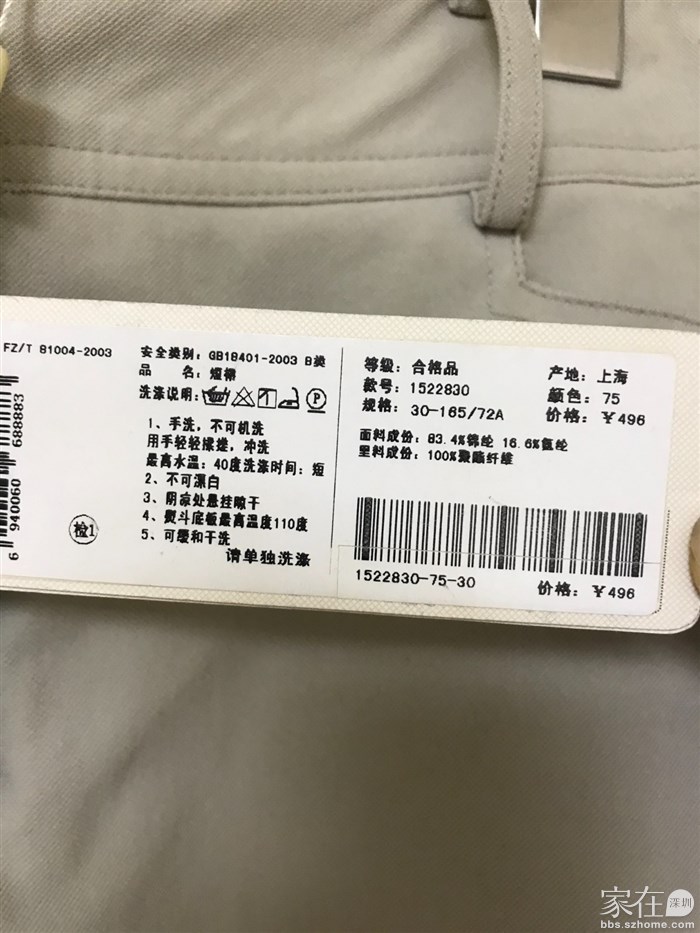 FZ/T 81004-2003
6 940060 688883
检1
安全类别: GB18401-2003 B类
品 名: 短裙
洗涤说明:
P
1、手洗，不可机洗
用手轻轻揉搓，冲洗
最高水温: 40度洗涤时间: 短
2、不可漂白
3、阴凉处悬挂晾干
4、熨斗底板最高温度110度
5、可缓和干洗
请单独洗涤
等级: 合格品
产地: 上海
款号: 1522830
颜色: 75
规格: 30-165/72A
价格: ¥496
面料成份: 83.4%锦纶 16.6%氨纶
里料成份: 100%聚酯纤维
1522830-75-30
价格: ¥496
家在深圳
bbs.szhome.com